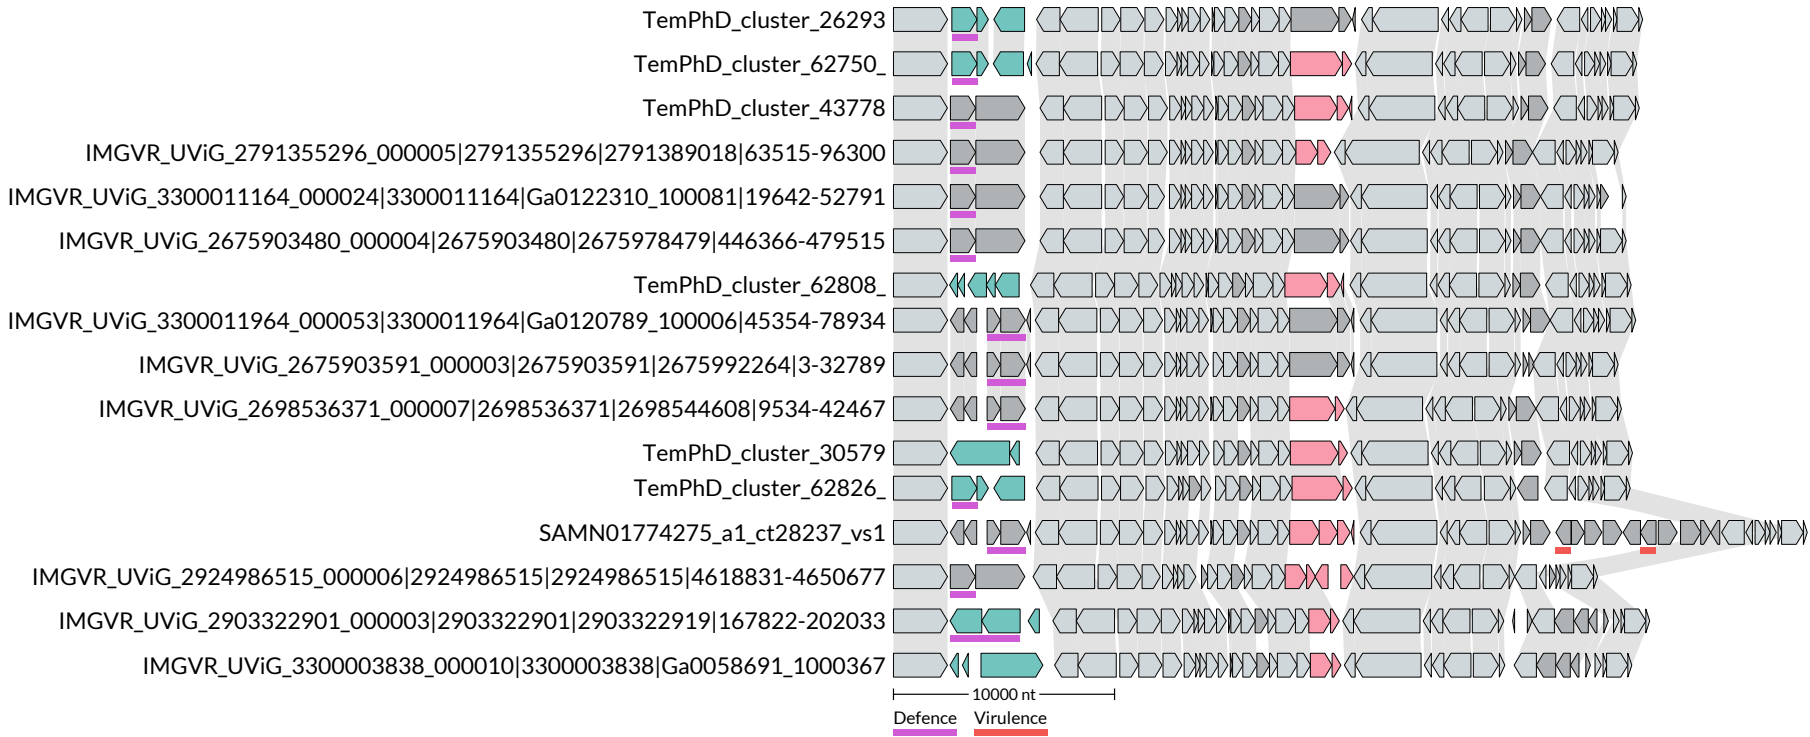 TemPhD_cluster_26293
TemPhD_cluster_62750_
TemPhD_cluster_43778
IMGVR_UViG_2791355296_000005|2791355296|2791389018|63515-96300
IMGVR_UViG_3300011164_000024|3300011164|Ga0122310_100081|19642-52791
IMGVR_UViG_2675903480_000004|2675903480|2675978479|446366-479515
TemPhD_cluster_62808_
IMGVR_UViG_3300011964_000053|3300011964|Ga0120789_100006|45354-78934
IMGVR_UViG_2675903591_000003|2675903591|2675992264|3-32789
IMGVR_UViG_2698536371_000007|2698536371|2698544608|9534-42467
TemPhD_cluster_30579
TemPhD_cluster_62826_
SAMN01774275_a1_ct28237_vs1
IMGVR_UViG_2924986515_000006|2924986515|2924986515|4618831-4650677
IMGVR_UViG_2903322901_000003|2903322901|2903322919|167822-202033
IMGVR_UViG_3300003838_000010|3300003838|Ga0058691_1000367
10000 nt
Defence Virulence